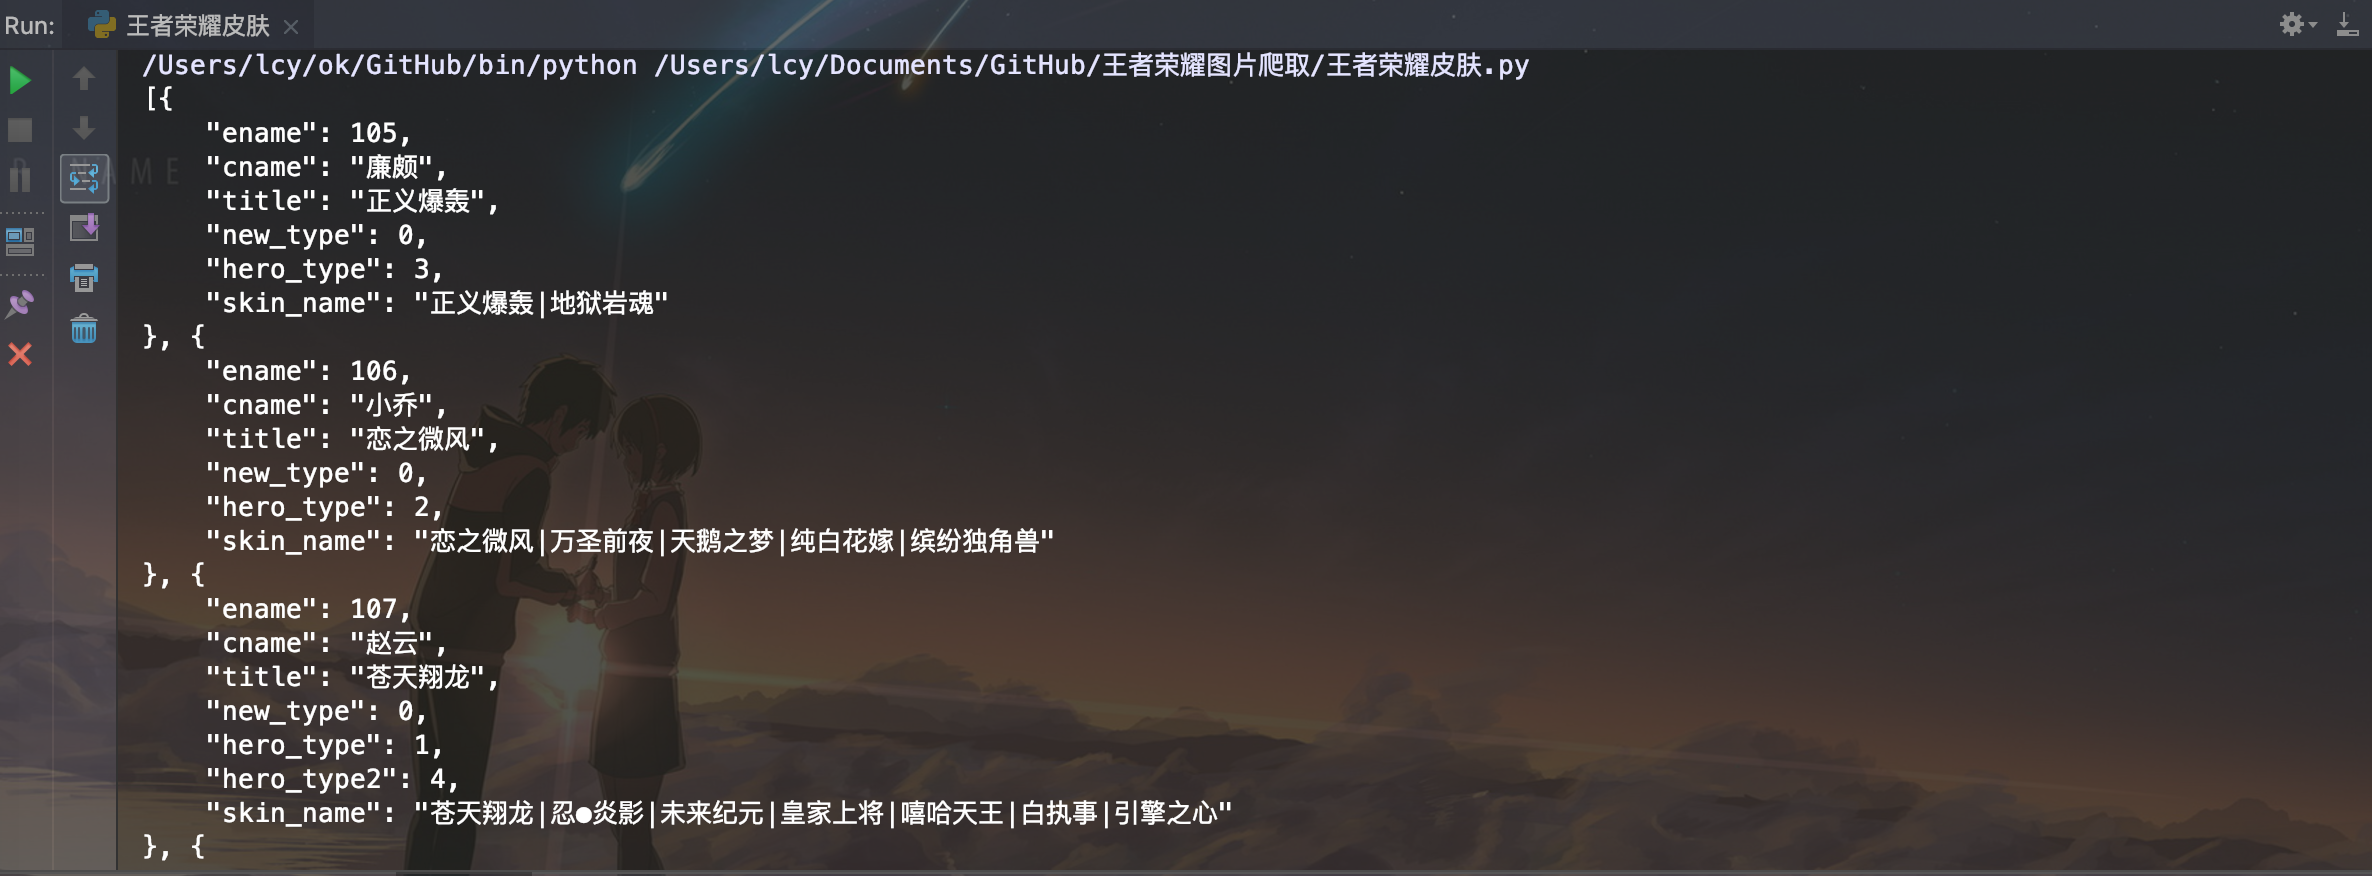 Run: 王者荣耀皮肤
/Users/lcy/ok/GitHub/bin/python /Users/lcy/Documents/GitHub/王者荣耀图片爬取/王者荣耀皮肤.py
[{
    "ename": 105,
    "cname": "廉颇",
    "title": "正义爆轰",
    "new_type": 0,
    "hero_type": 3,
    "skin_name": "正义爆轰|地狱岩魂"
}, {
    "ename": 106,
    "cname": "小乔",
    "title": "恋之微风",
    "new_type": 0,
    "hero_type": 2,
    "skin_name": "恋之微风|万圣前夜|天鹅之梦|纯白花嫁|缤纷独角兽"
}, {
    "ename": 107,
    "cname": "赵云",
    "title": "苍天翔龙",
    "new_type": 0,
    "hero_type": 1,
    "hero_type2": 4,
    "skin_name": "苍天翔龙|忍●炎影|未来纪元|皇家上将|嘻哈天王|白执事|引擎之心"
}, {